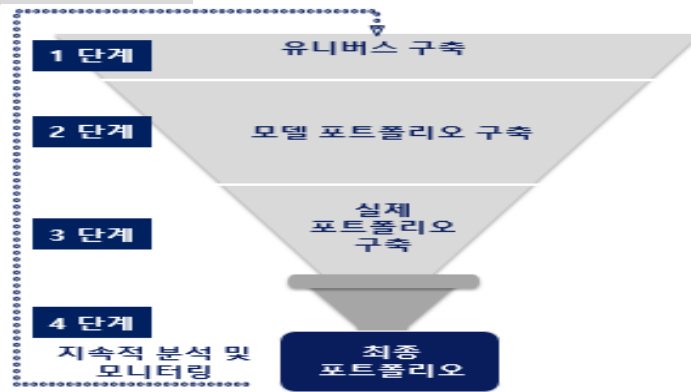 1 단계
유니버스 구축
2 단계
모델 포트폴리오 구축
3 단계
실제
포트폴리오
구축
4 단계
지속적 분석 및
모니터링
최종
포트폴리오